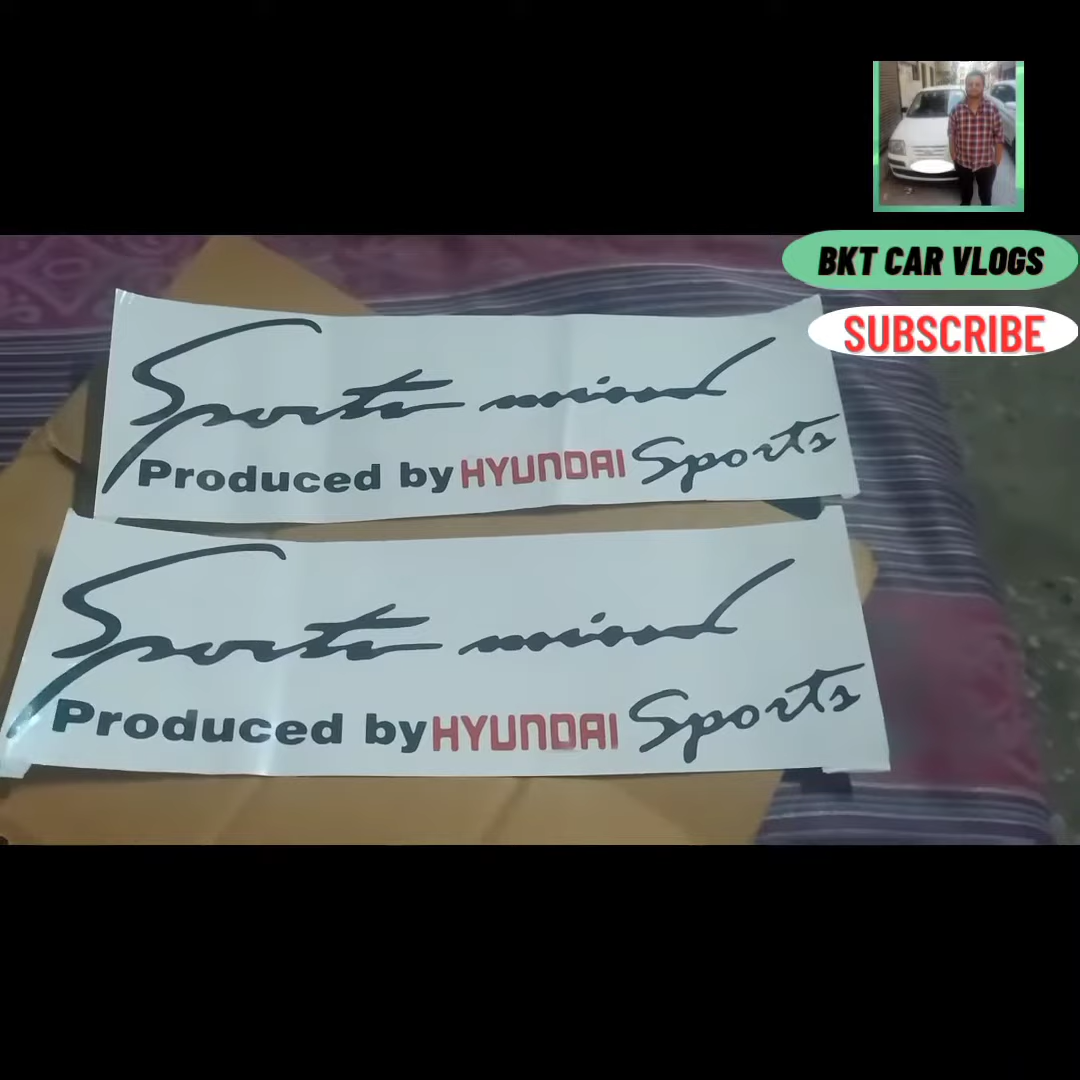 BKT CAR VLOGS
SUBSCRIBE
Sports mind
Produced by HYUNDAI Sports
Sports mind
Produced by HYUNDAI Sports